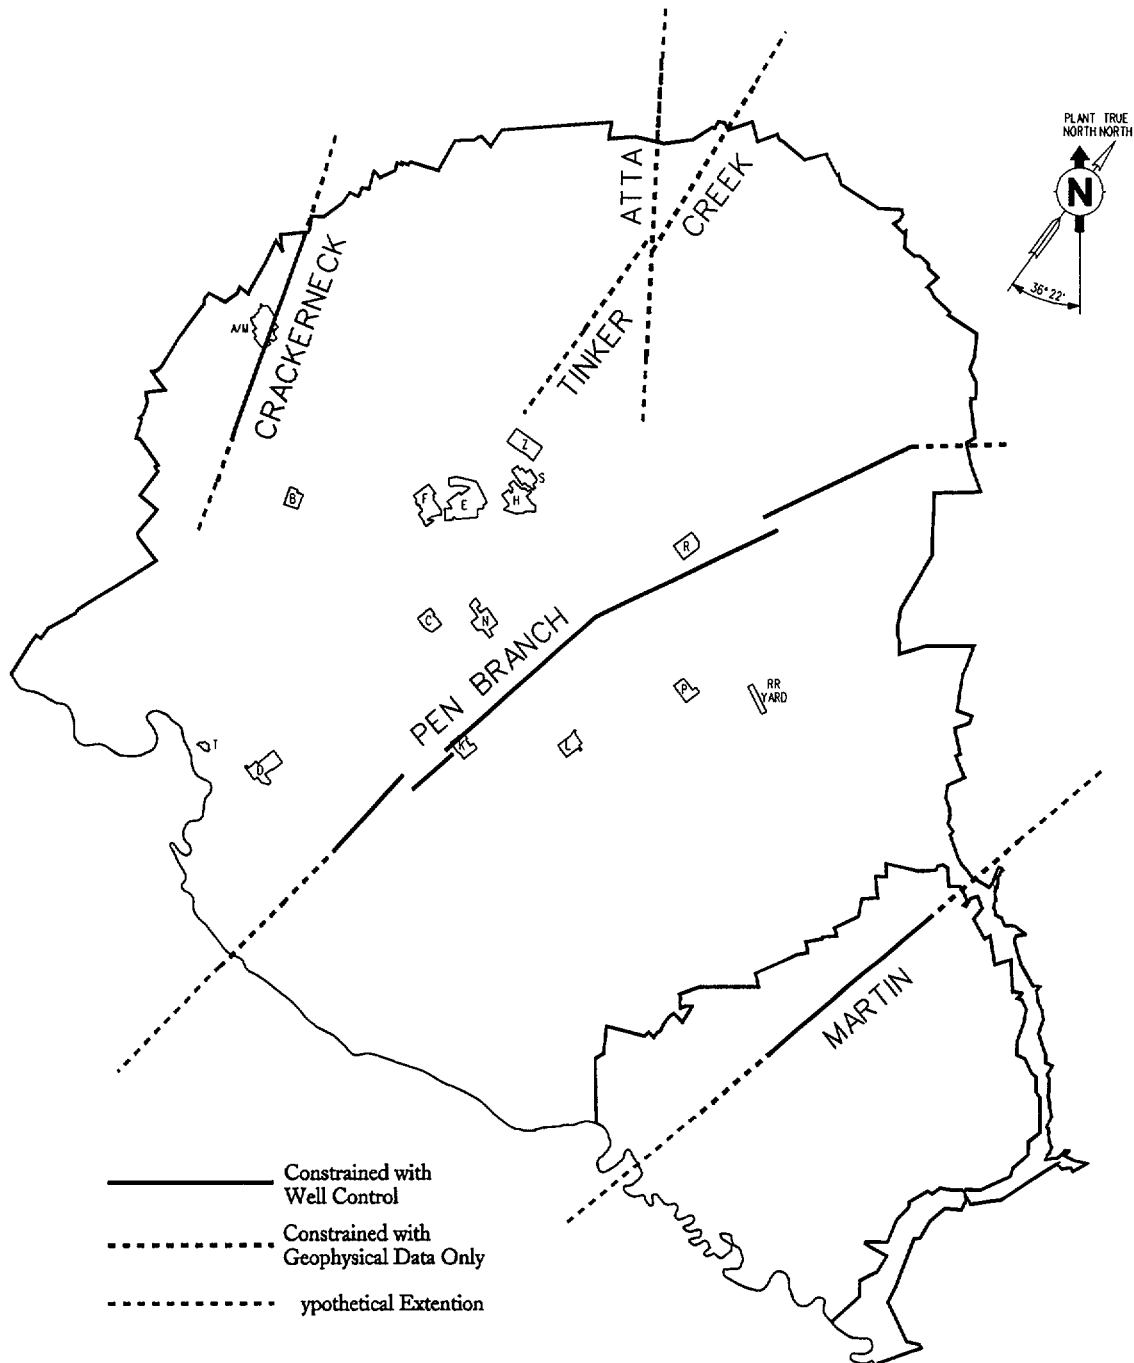 PLANT TRUE
NORTH NORTH
N
36° 22'
ATTA
CREEK
TINKER
CRACKERNECK
A/M
Z
S
B
F
E
H
R
C
N
PEN BRANCH
P
RR
YARD
K
L
T
D
MARTIN
Constrained with
Well Control
Constrained with
Geophysical Data Only
ypothetical Extention